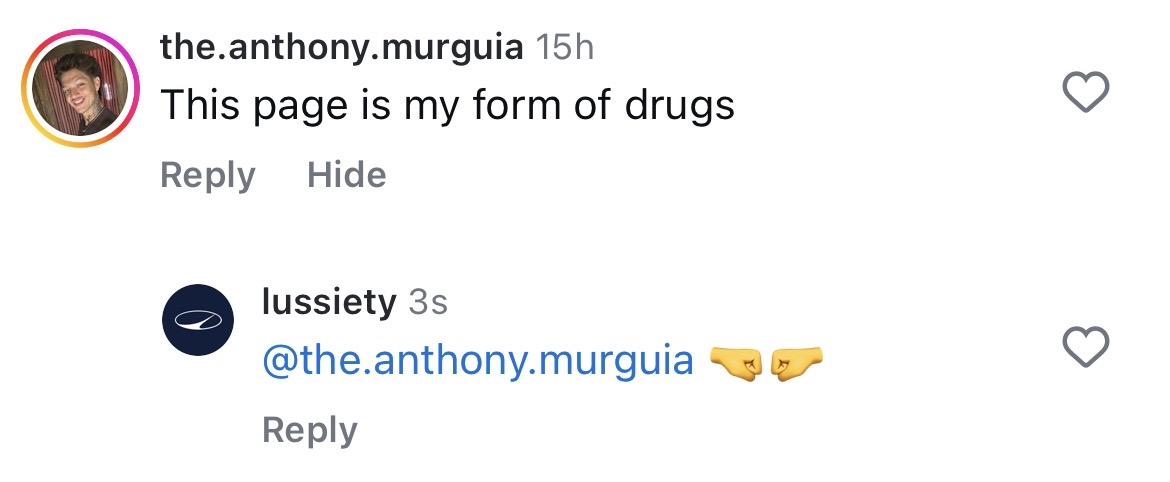 the.anthony.murguia 15h
This page is my form of drugs
Reply Hide
lussiety 3s
@the.anthony.murguia 🤜🤛
Reply